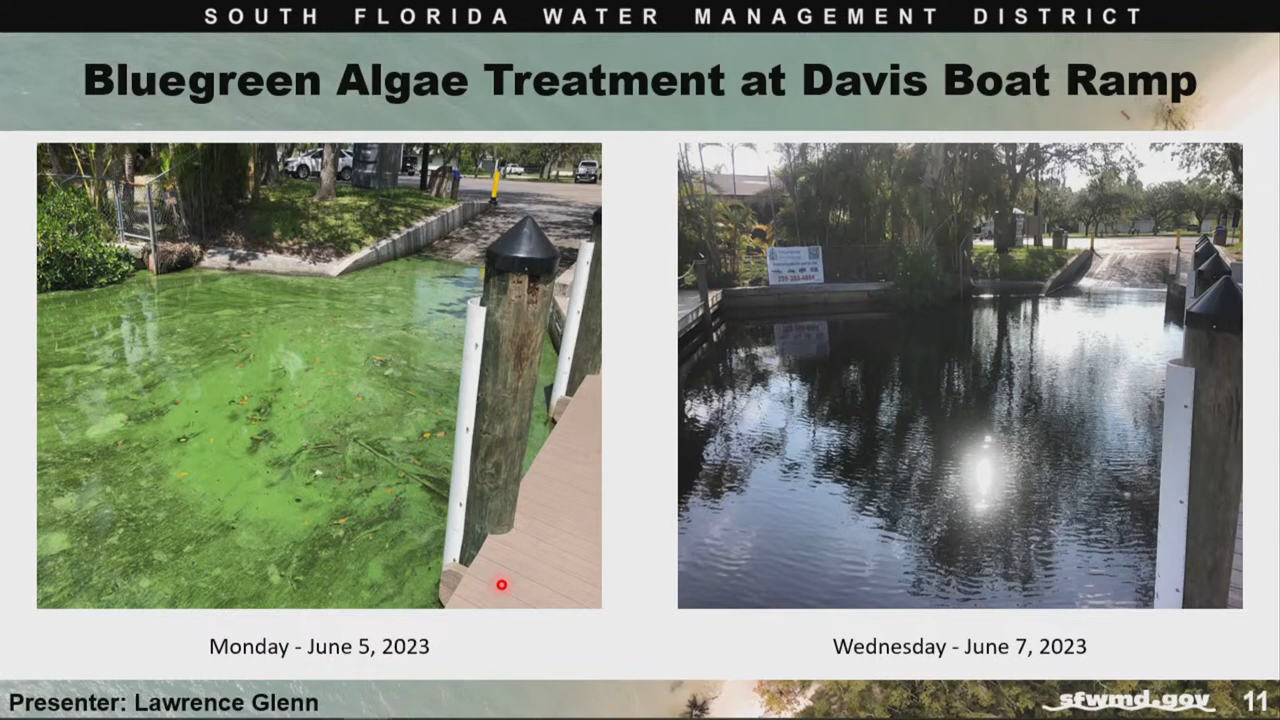 SOUTH FLORIDA WATER MANAGEMENT DISTRICT
Bluegreen Algae Treatment at Davis Boat Ramp
Monday - June 5, 2023
Wednesday - June 7, 2023
Presenter: Lawrence Glenn
sfwmd.gov
11